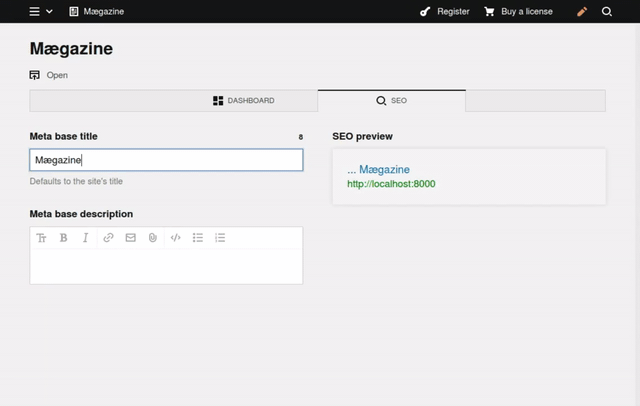 Mægazine
Register
Buy a license
Mægazine
Open
DASHBOARD
SEO
Meta base title
8
Mægazine
Defaults to the site's title
Meta base description
SEO preview
... Mægazine
http://localhost:8000